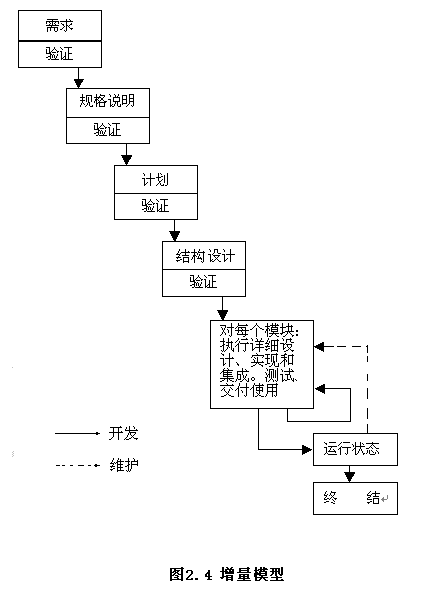 需求
验证
规格说明
验证
计划
验证
结构设计
验证
对每个模块：
执行详细设
计、实现和
集成。测试、
交付使用
开发
运行状态
维护
终 结
图2.4 增量模型